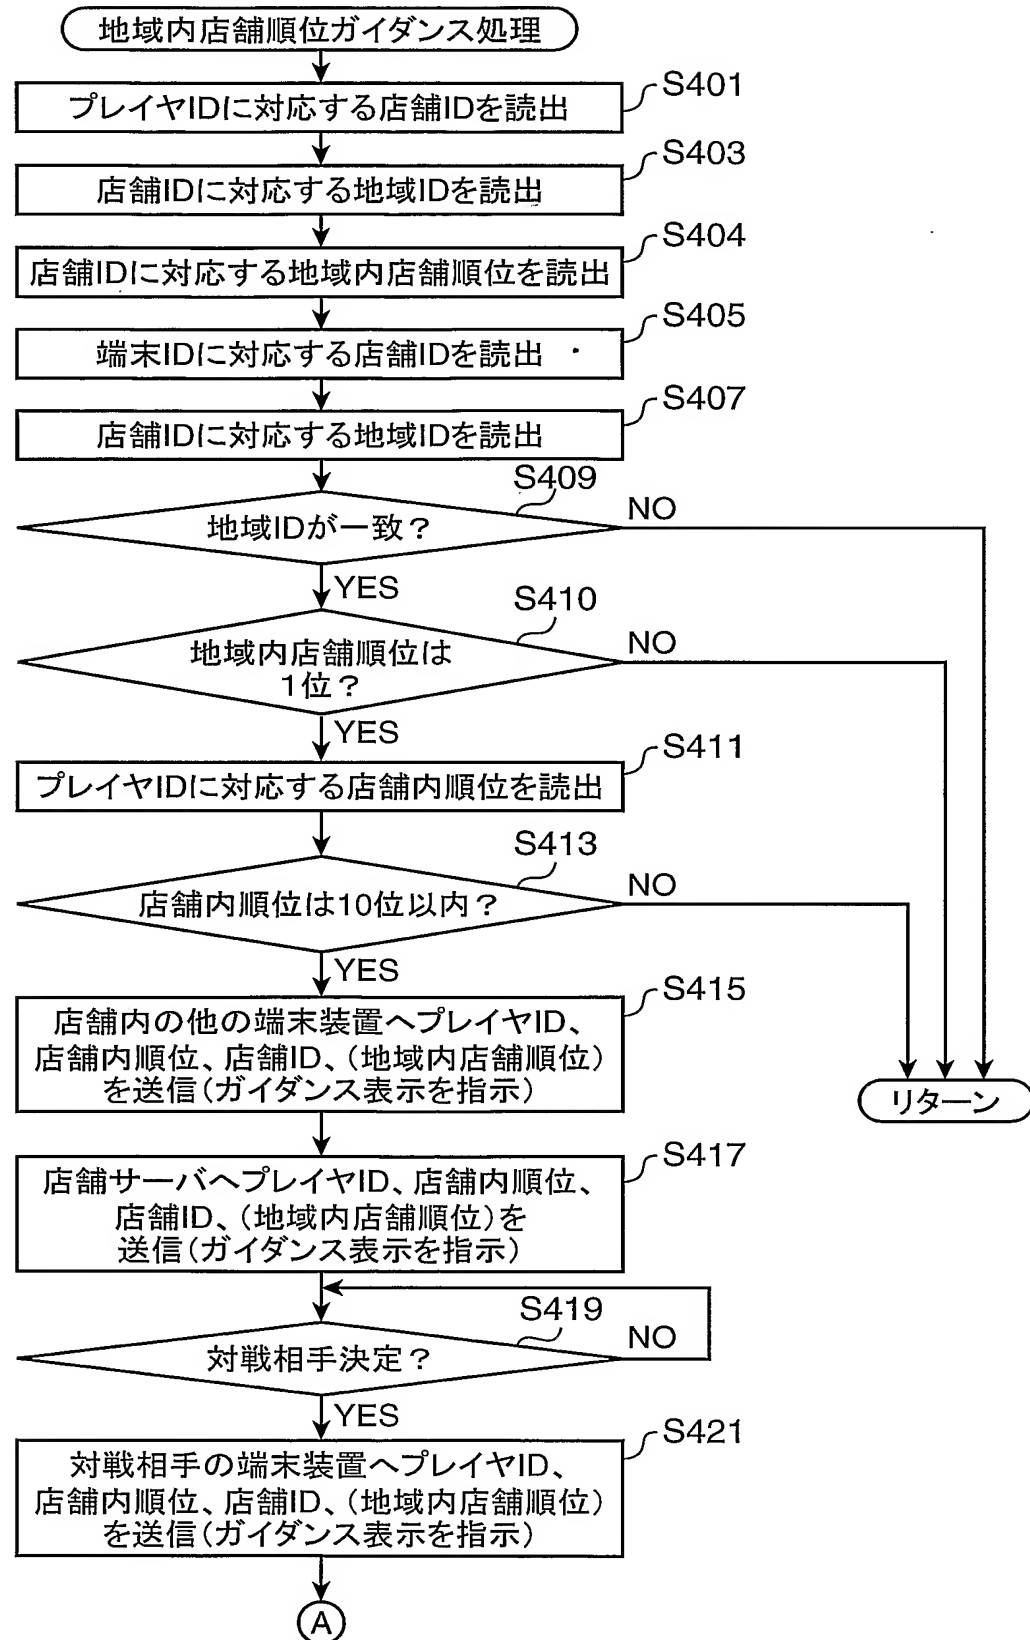 地域内店舗順位ガイダンス処理
S401
プレイヤIDに対応する店舗IDを読出
S403
店舗IDに対応する地域IDを読出
S404
店舗IDに対応する地域内店舗順位を読出
S405
端末IDに対応する店舗IDを読出
S407
店舗IDに対応する地域IDを読出
S409
地域IDが一致?
NO
YES
S410
地域内店舗順位は
1位?
NO
YES
S411
プレイヤIDに対応する店舗内順位を読出
S413
店舗内順位は10位以内?
NO
YES
S415
店舗内の他の端末装置へプレイヤID、
店舗内順位、店舗ID、(地域内店舗順位)
を送信(ガイダンス表示を指示)
リターン
S417
店舗サーバへプレイヤID、店舗内順位、
店舗ID、(地域内店舗順位)を
送信(ガイダンス表示を指示)
S419
対戦相手決定?
NO
YES
S421
対戦相手の端末装置へプレイヤID、
店舗内順位、店舗ID、(地域内店舗順位)
を送信(ガイダンス表示を指示)
A